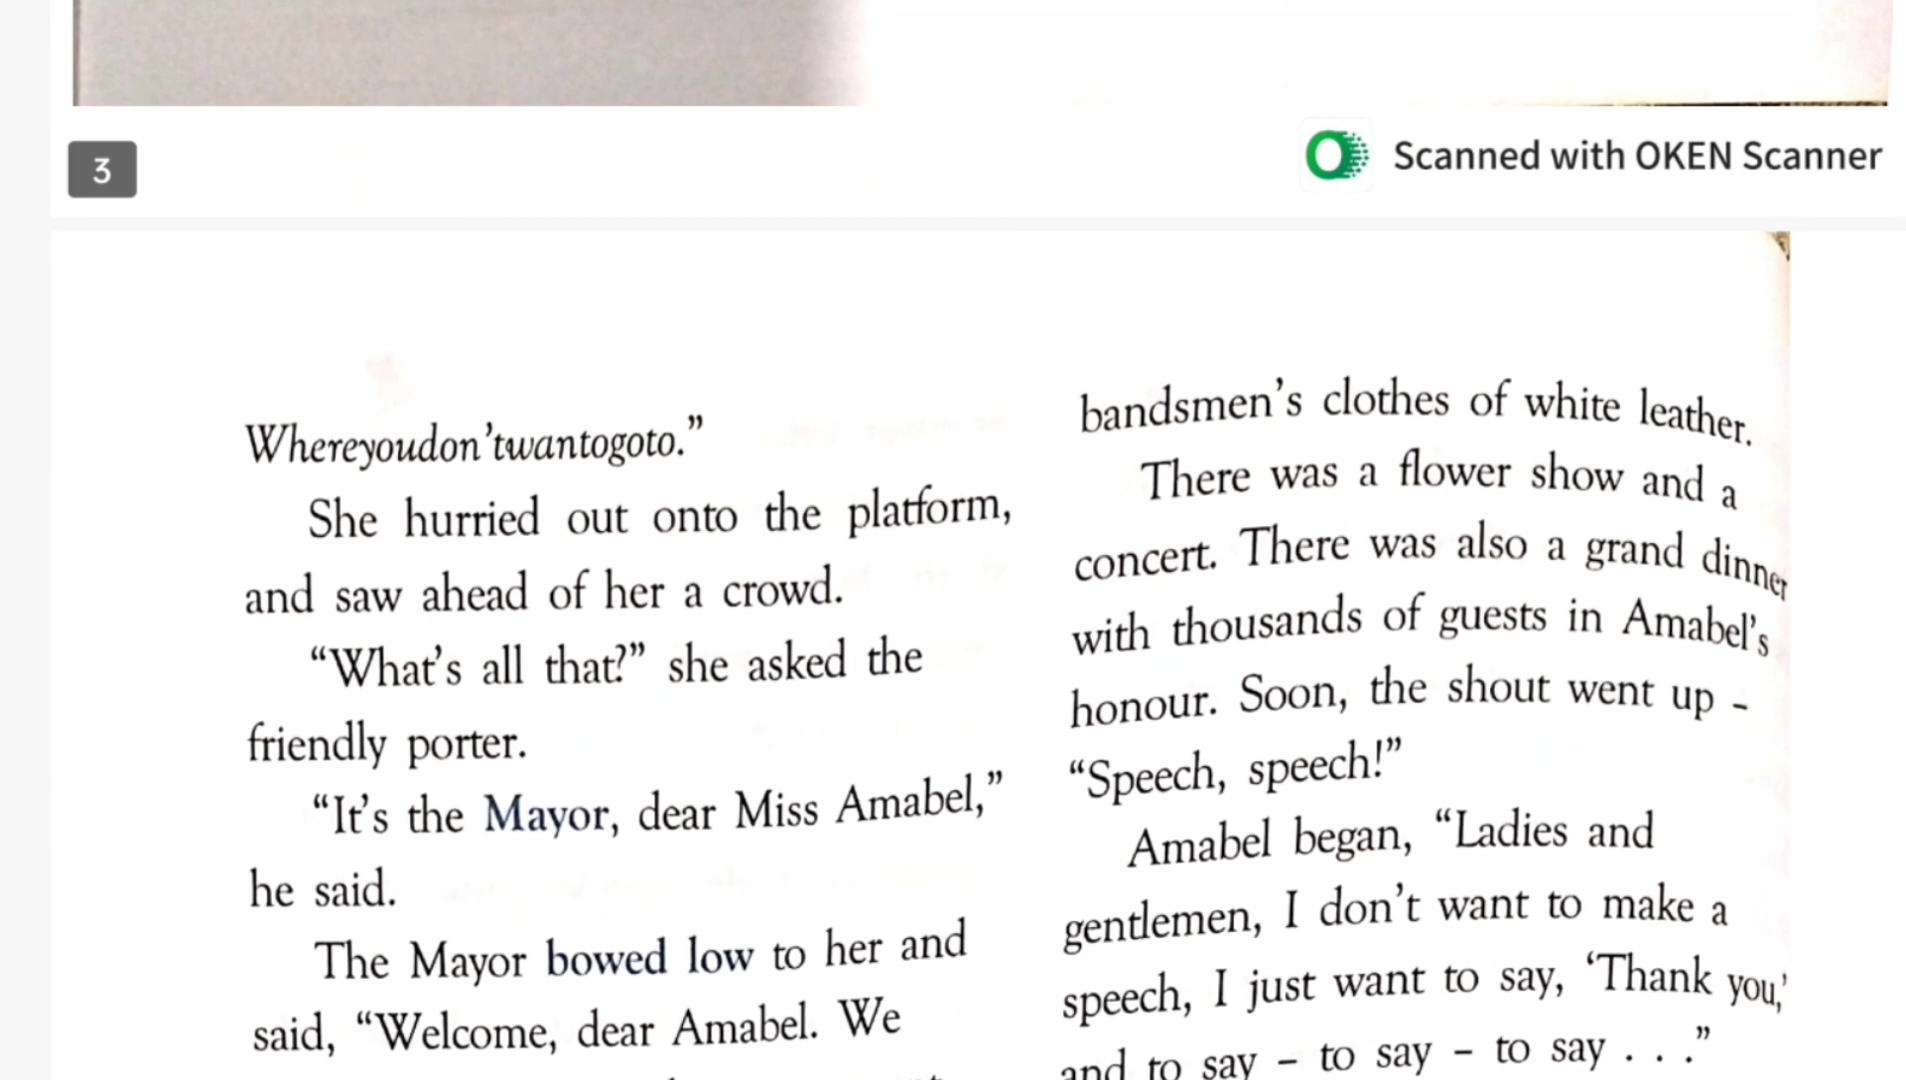 3
Scanned with OKEN Scanner
Whereyoudon'twantogoto.”
She hurried out onto the platform,
and saw ahead of her a crowd.
“What's all that?” she asked the
friendly porter.
“It's the Mayor, dear Miss Amabel,”
he said.
The Mayor bowed low to her and
said, “Welcome, dear Amabel. We
bandsmen's clothes of white leather.
There was a flower show and a
concert. There was also a grand dinner
with thousands of guests in Amabel's
honour. Soon, the shout went up -
“Speech, speech!”
Amabel began, “Ladies and
gentlemen, I don't want to make a
speech, I just want to say, ‘Thank you,’
and to say – to say – to say . . .”